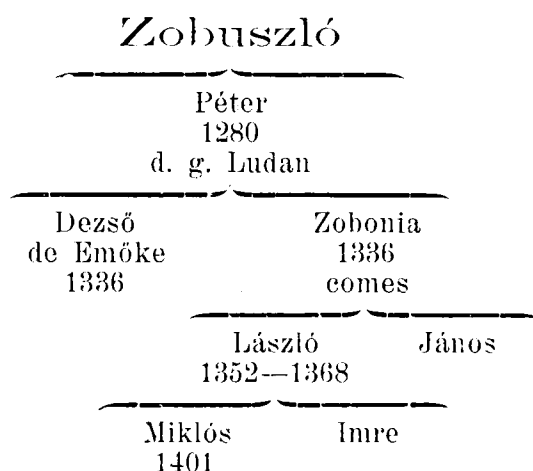 Zobuszló
Péter
1280
d. g. Ludan
Dezső
de Emőke
1336
Zobonia
1336
comes
László
1352—1368
János
Miklós
1401
Imre